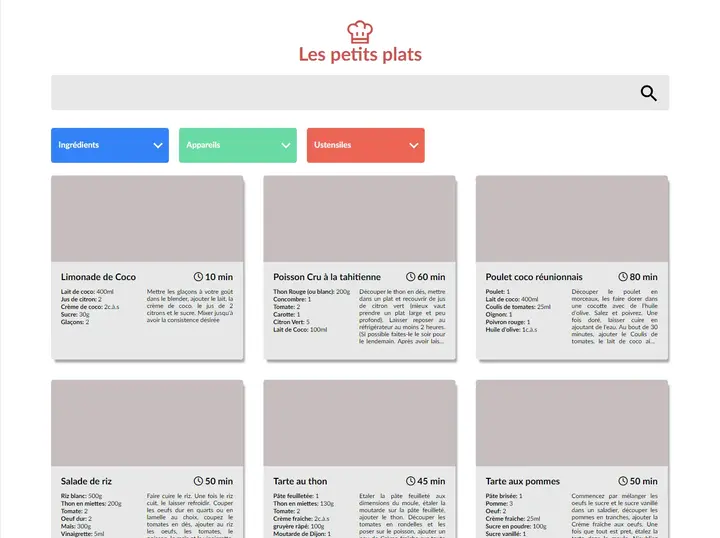 Les petits plats
Ingrédients
Appareils
Ustensiles
Limonade de Coco
10 min
Lait de coco: 400ml
Jus de citron: 2
Crème de coco: 2c.à.s
Sucre: 30g
Glaçons: 2
Mettre les glaçons à votre goût
dans le blender, ajouter le lait, la
crème de coco, le jus de 2
citrons et le sucre. Mixer jusqu'à
avoir la consistence désirée
Poisson Cru à la tahitienne
60 min
Thon Rouge (ou blanc): 200g
Concombre: 1
Tomate: 2
Carotte: 1
Citron Vert: 5
Lait de Coco: 100ml
Découper le thon en dés, mettre
dans un plat et recouvrir de jus
de citron vert (mieux vaut
prendre un plat large et peu
profond). Laisser reposer au
réfrigérateur au moins 2 heures.
(Si possible faites-le le soir pour
le lendemain. Après avoir lais...
Poulet coco réunionnais
80 min
Poulet: 1
Lait de coco: 400ml
Coulis de tomates: 25ml
Oignon: 1
Poivron rouge: 1
Huile d'olive: 1c.à.s
Découper le poulet en
morceaux, les faire dorer dans
une cocotte avec de l'huile
d'olive. Salez et poivrez. Une
fois doré, laisser cuire en
ajoutant de l'eau. Au bout de 30
minutes, ajouter le Coulis de
tomates, le lait de coco ai...
Salade de riz
50 min
Riz blanc: 500g
Thon en miettes: 200g
Tomate: 2
Oeuf dur: 2
Maïs: 300g
Vinaigrette: 5ml
Faire cuire le riz. Une fois le riz
cuit, le laisser refroidir. Couper
les oeufs dur en quarts ou en
lamelle au choix, coupez le
tomates en dés, ajouter au riz
les oeufs, les tomates, le
Tarte au thon
45 min
Pâte feuilletée: 1
Thon en miettes: 130g
Tomate: 2
Crème fraîche: 2c.à.s
gruyère râpé: 100g
Moutarde de Dijon: 1
Etaler la pâte feuilleté aux
dimensions du moule, étaler la
moutarde sur la pâte feuilleté,
ajouter le thon. Découper les
tomates en rondelles et les
poser sur le poisson, ajouter un
Tarte aux pommes
50 min
Pâte brisée: 1
Pomme: 3
Oeuf: 2
Crème fraîche: 25ml
Sucre en poudre: 100g
Sucre vanillé: 1
Commencez par mélanger les
oeufs le sucre et le sucre vanillé
dans un saladier, découper les
pommes en tranches, ajouter la
Crème fraîche aux oeufs. Une
fois que tout est pret, étalez la